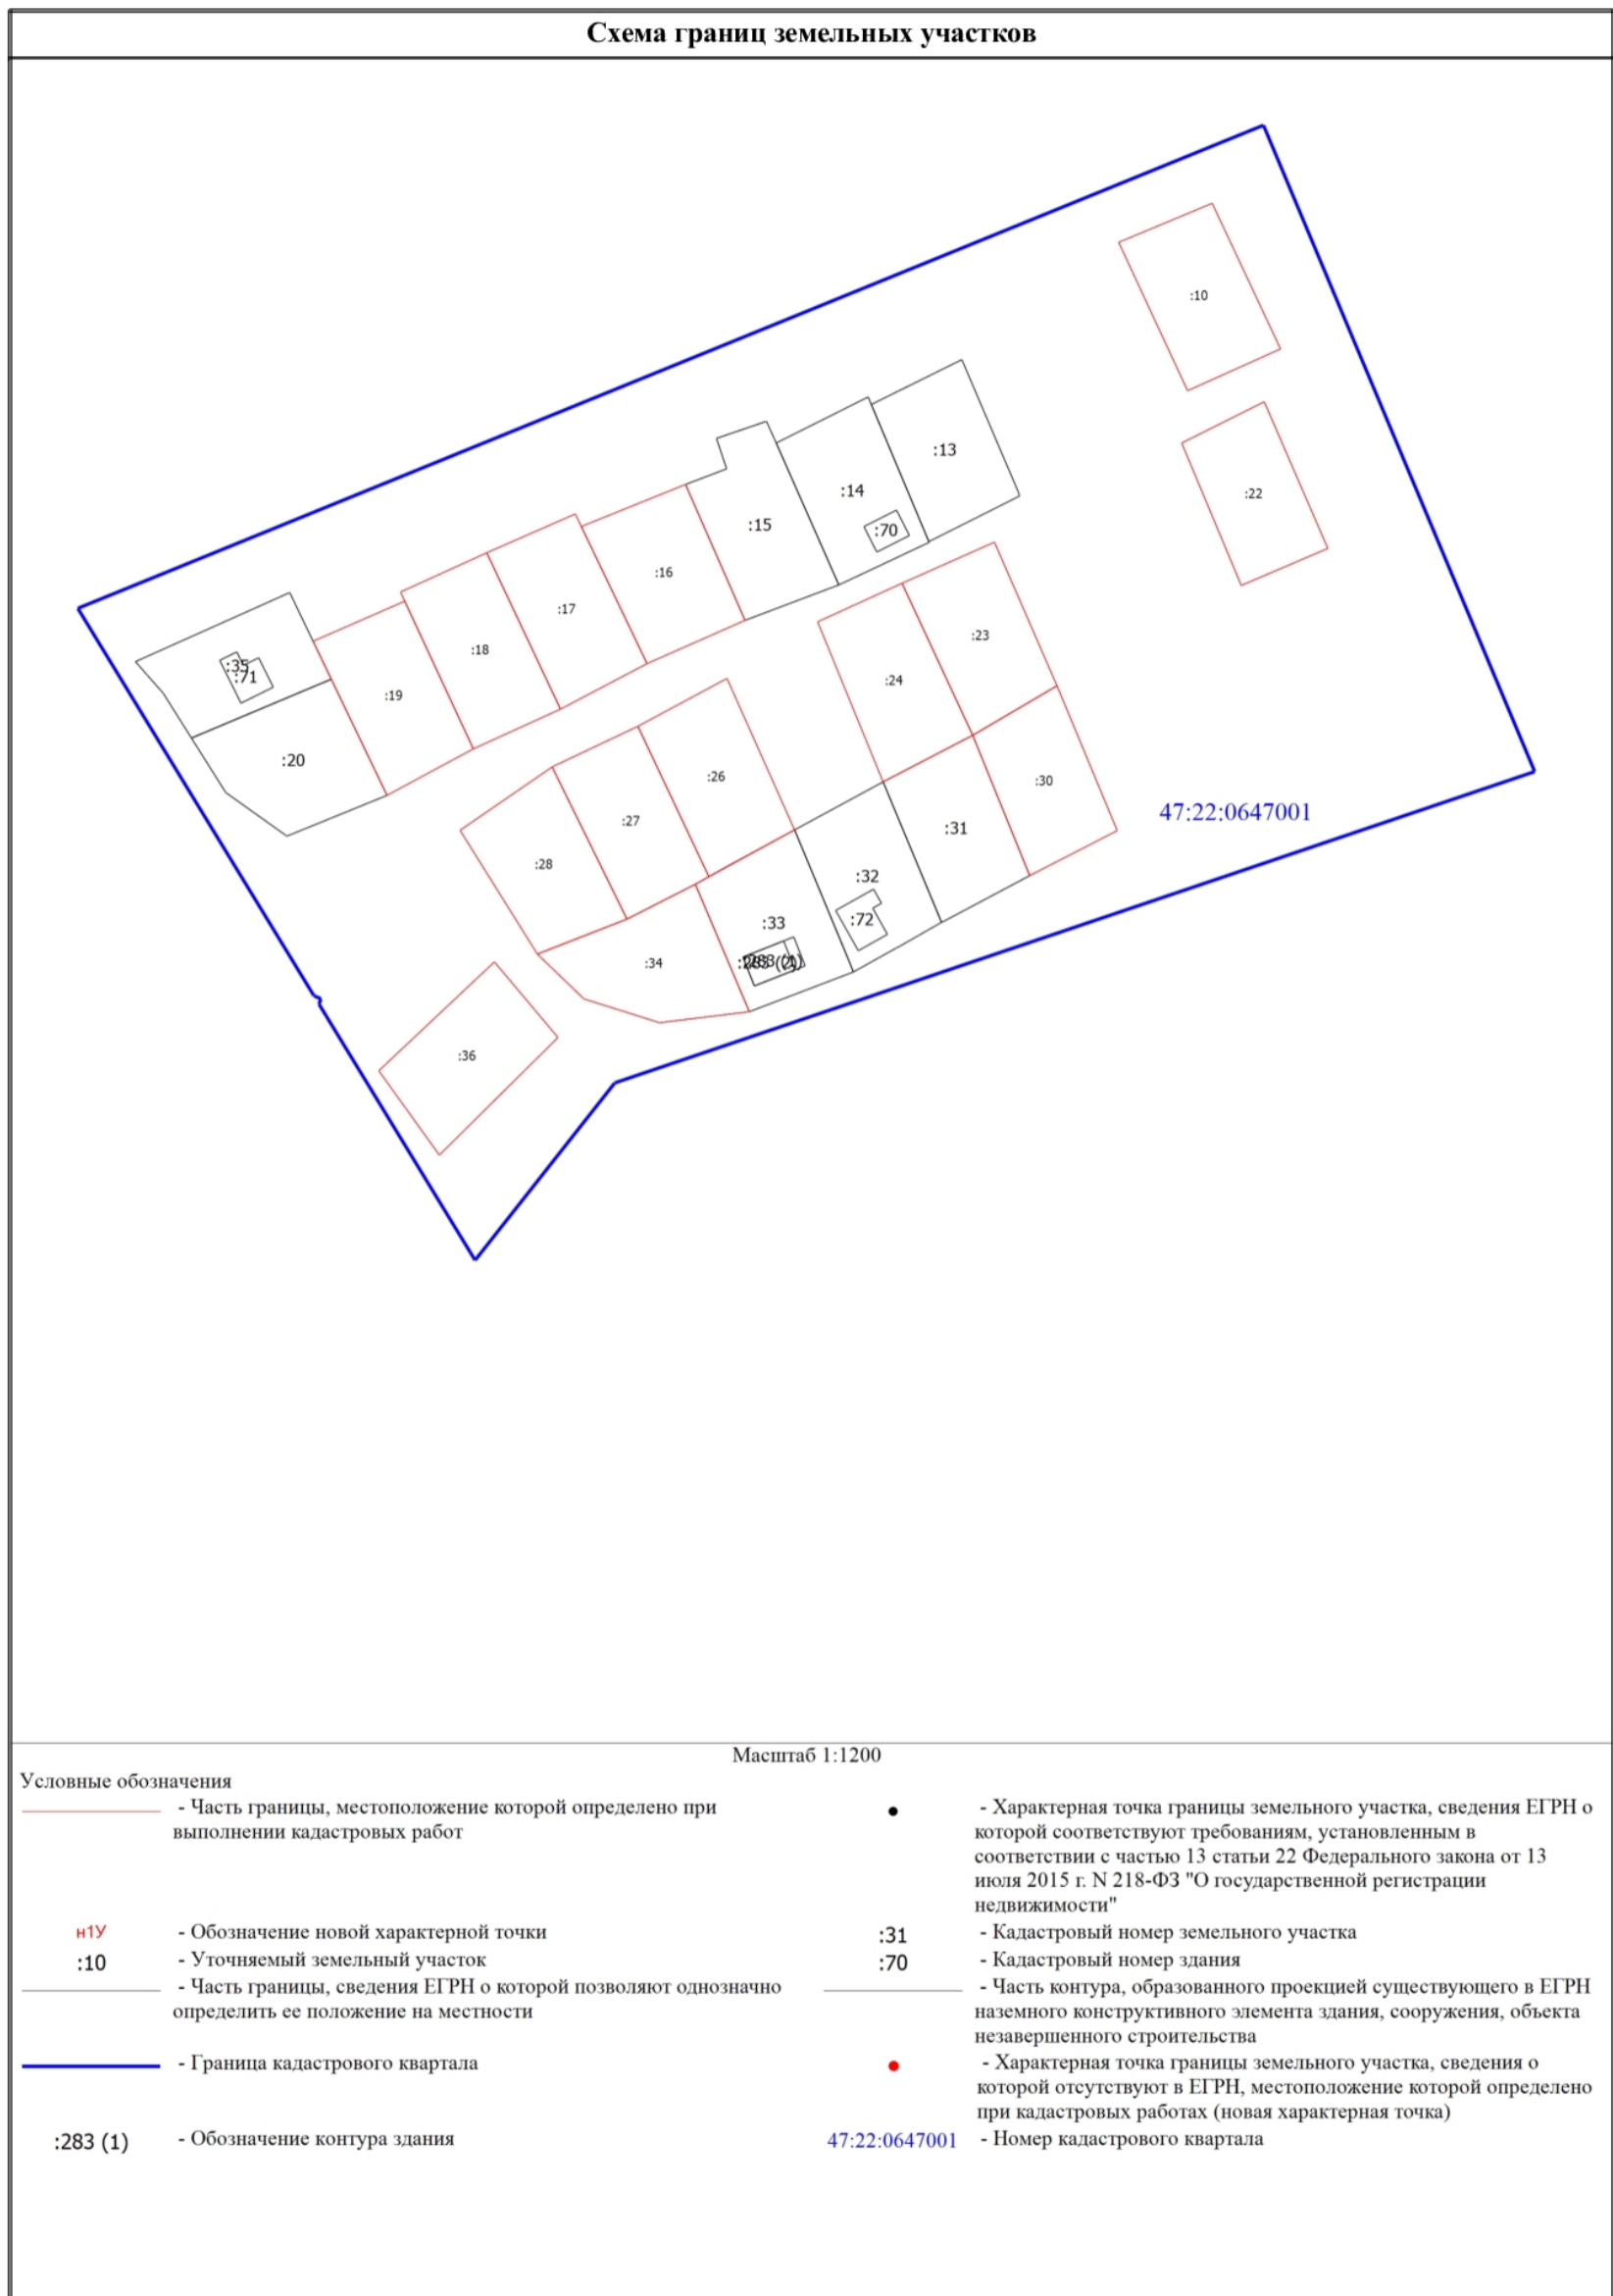 Схема границ земельных участков
:10
:13
:22
:14
:15
:70
:16
:17
:23
:18
:35
:71
:24
:19
:20
:26
:30
47:22:0647001
:27
:31
:28
:32
:72
:33
:34
:36
Масштаб 1:1200
Условные обозначения
- Часть границы, местоположение которой определено при
выполнении кадастровых работ
- Характерная точка границы земельного участка, сведения ЕГРН о
которой соответствуют требованиям, установленным в
соответствии с частью 13 статьи 22 Федерального закона от 13
июля 2015 г. N 218-ФЗ "О государственной регистрации
недвижимости"
н1У - Обозначение новой характерной точки
:31 - Кадастровый номер земельного участка
:10 - Уточняемый земельный участок
:70 - Кадастровый номер здания
- Часть границы, сведения ЕГРН о которой позволяют однозначно
определить ее положение на местности
- Часть контура, образованного проекцией существующего в ЕГРН
наземного конструктивного элемента здания, сооружения, объекта
незавершенного строительства
- Граница кадастрового квартала
- Характерная точка границы земельного участка, сведения о
которой отсутствуют в ЕГРН, местоположение которой определено
при кадастровых работах (новая характерная точка)
:283 (1) - Обозначение контура здания
47:22:0647001 - Номер кадастрового квартала